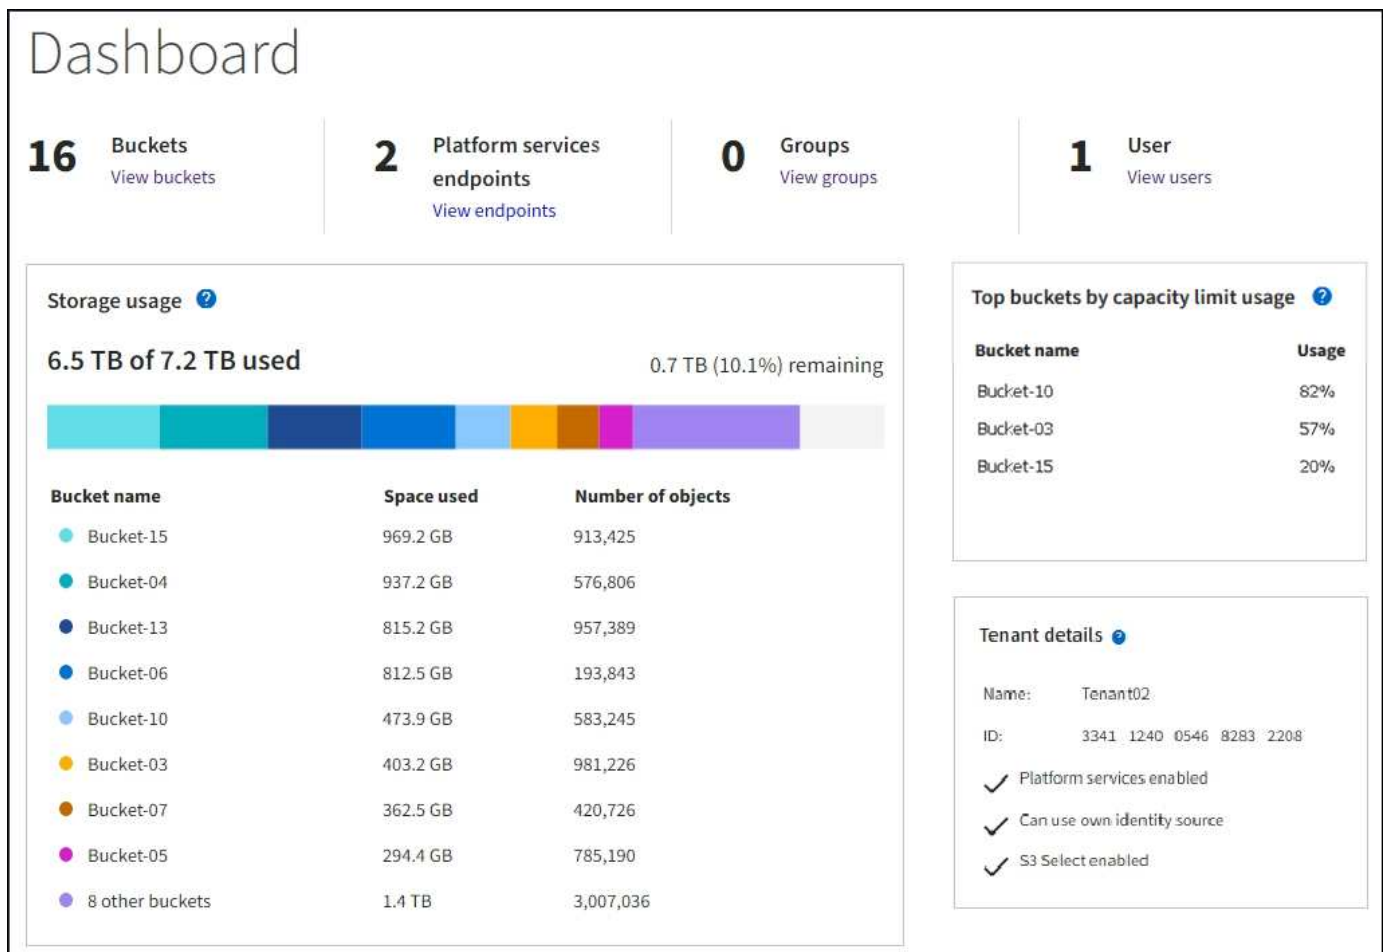 Dashboard
16 Buckets
View buckets
2 Platform services
endpoints
View endpoints
0 Groups
View groups
1 User
View users
Storage usage ?
6.5 TB of 7.2 TB used
0.7 TB (10.1%) remaining
Bucket name Space used Number of objects
Bucket-15 969.2 GB 913,425
Bucket-04 937.2 GB 576,806
Bucket-13 815.2 GB 957,389
Bucket-06 812.5 GB 193,843
Bucket-10 473.9 GB 583,245
Bucket-03 403.2 GB 981,226
Bucket-07 362.5 GB 420,726
Bucket-05 294.4 GB 785,190
8 other buckets 1.4 TB 3,007,036
Top buckets by capacity limit usage ?
Bucket name Usage
Bucket-10 82%
Bucket-03 57%
Bucket-15 20%
Tenant details ?
Name: Tenant02
ID: 3341 1240 0546 8283 2208
Platform services enabled
Can use own identity source
S3 Select enabled